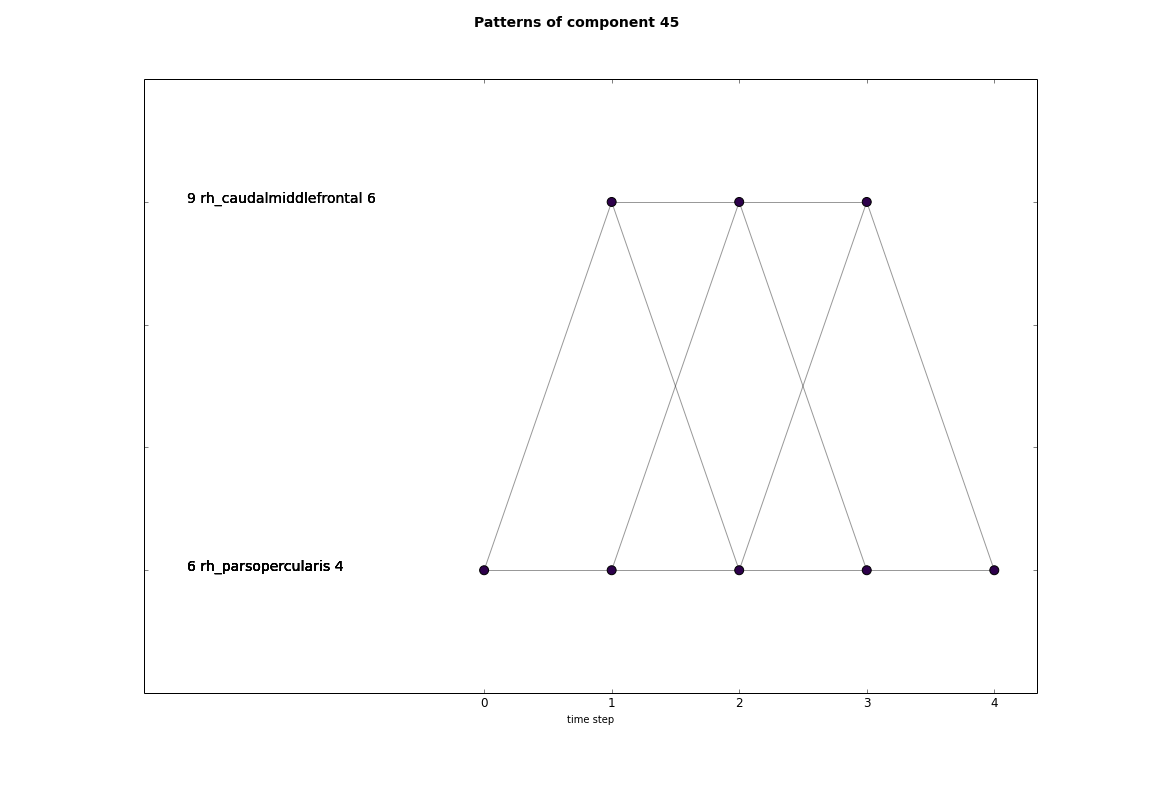 Patterns of component 45
9 rh_caudalmiddlefrontal 6
6 rh_parsopercularis 4
0 1 2 3 4
time step